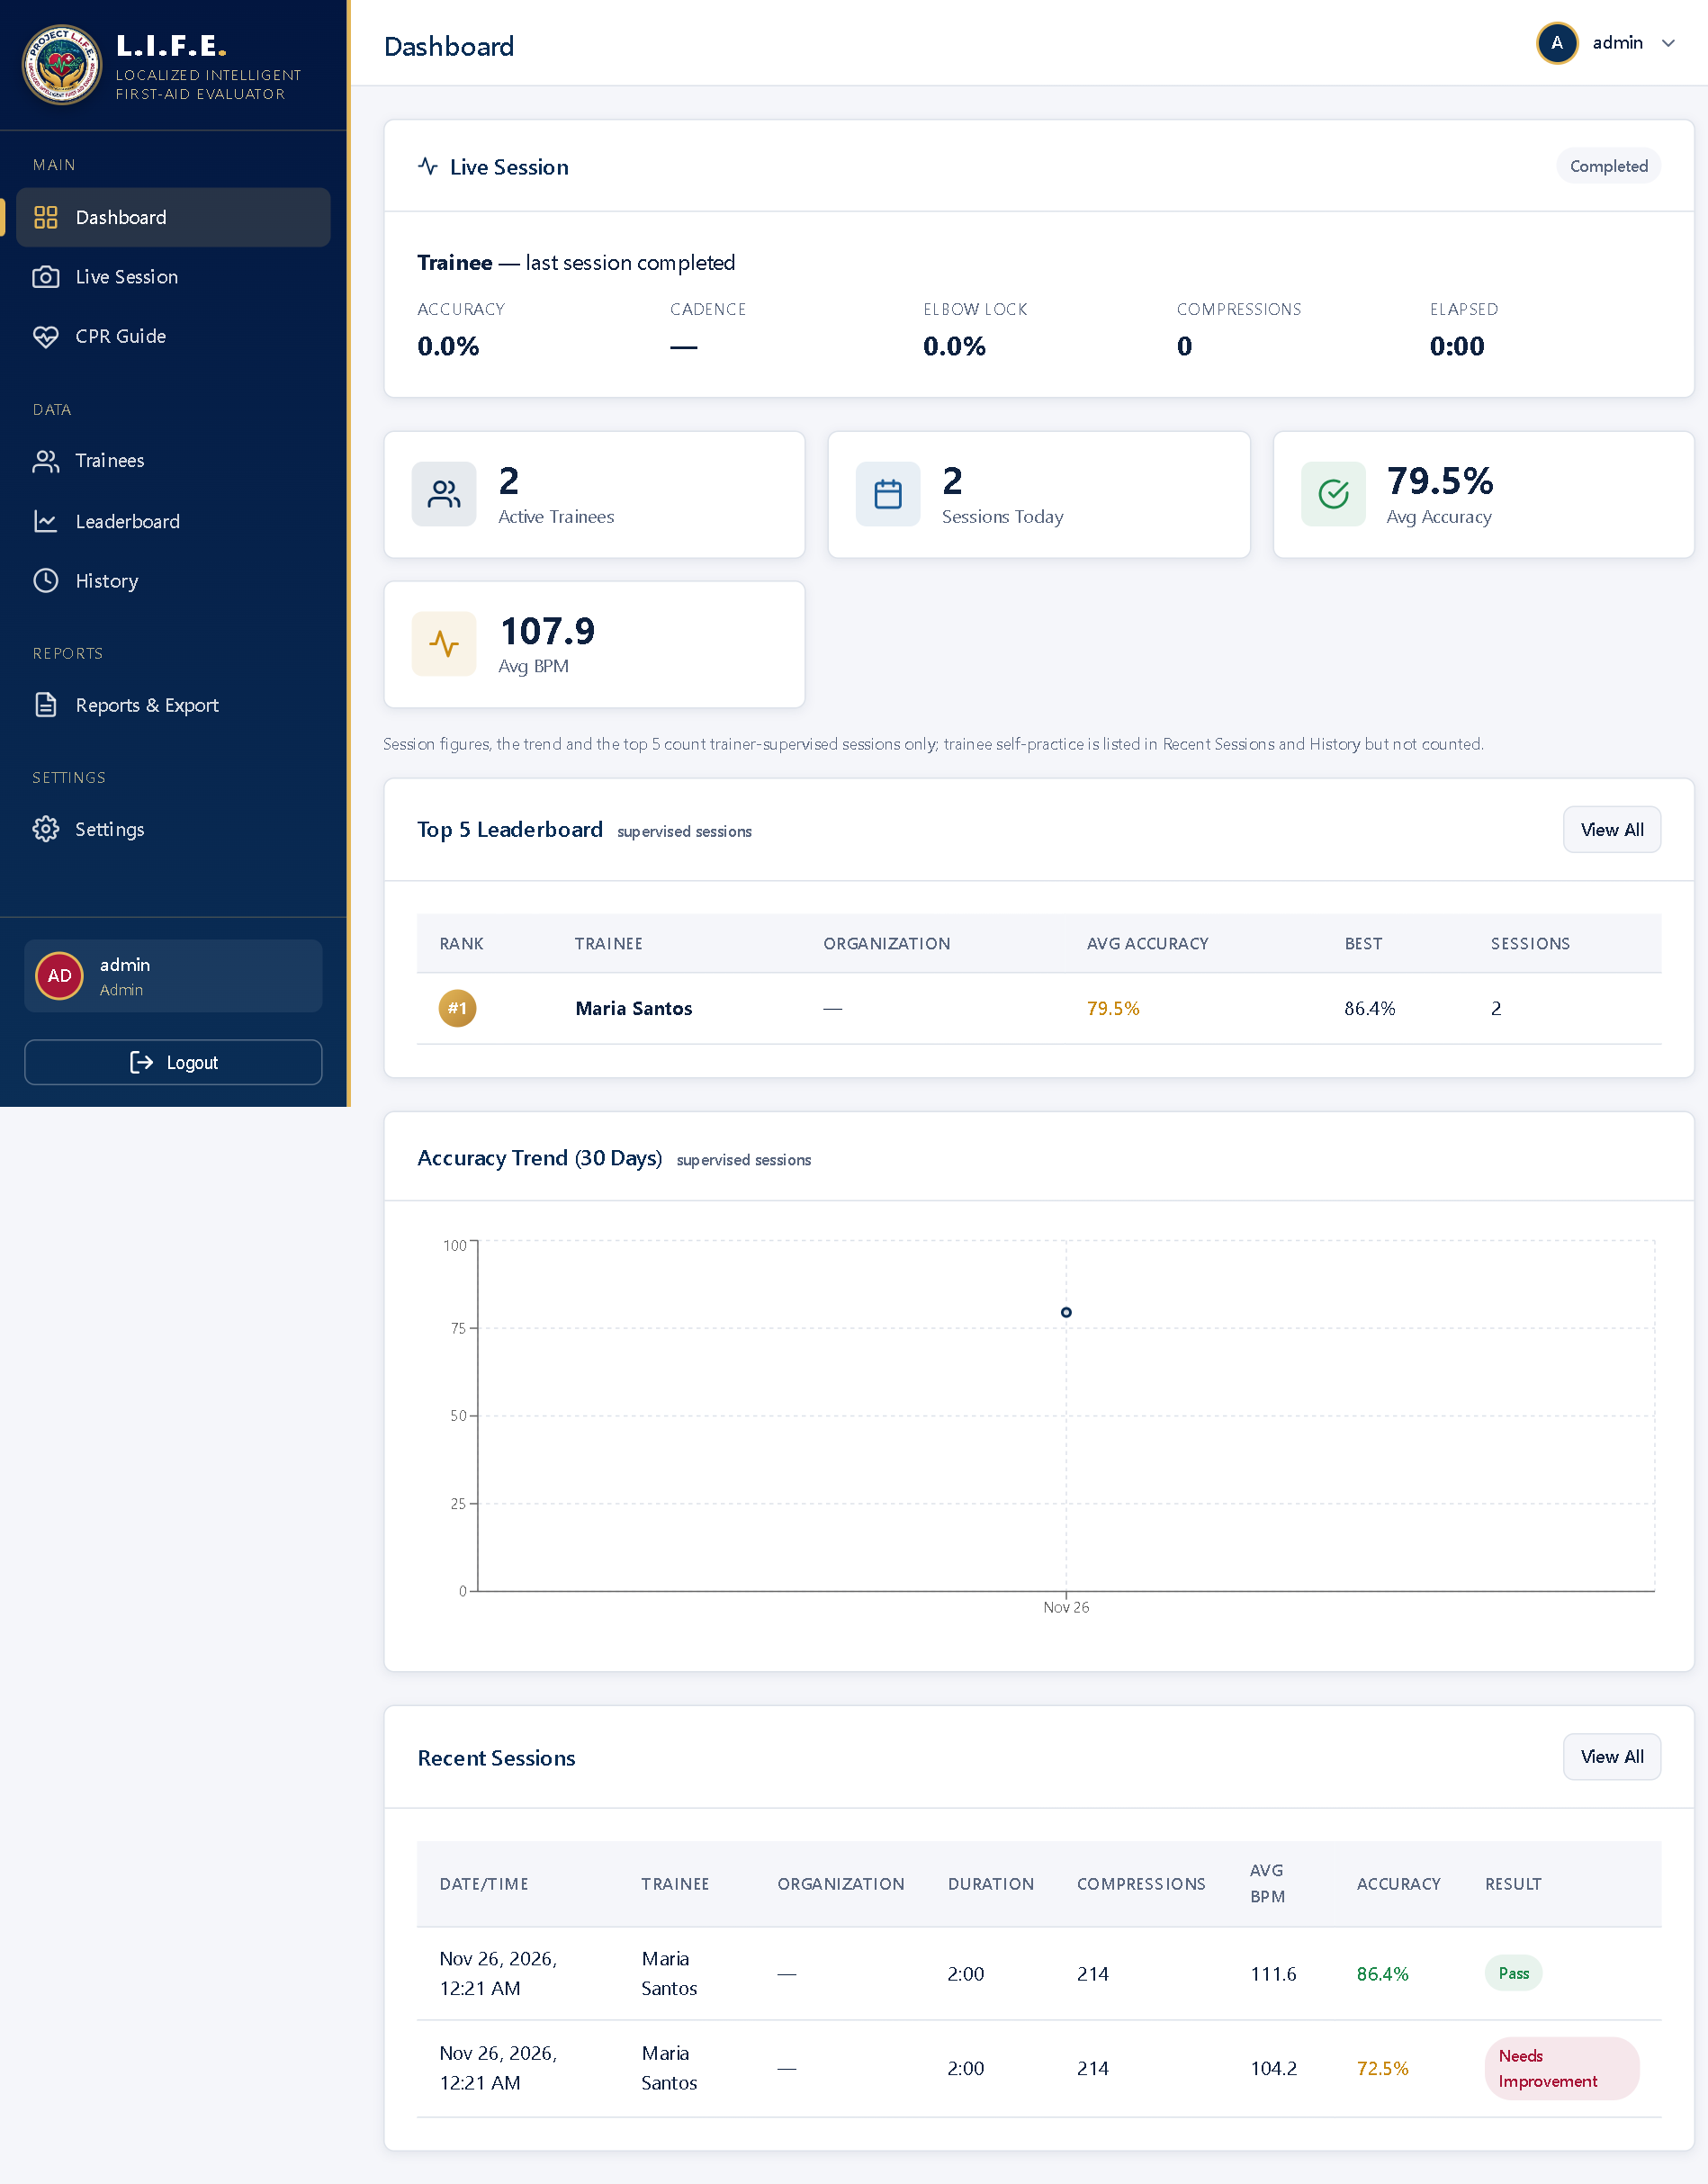 PROJECT L.I.F.E.
L.I.F.E.
LOCALIZED INTELLIGENT
FIRST-AID EVALUATOR
MAIN
Dashboard
Live Session
CPR Guide
DATA
Trainees
Leaderboard
History
REPORTS
Reports & Export
SETTINGS
Settings
AD
admin
Admin
Logout
Dashboard
A
admin
Live Session
Completed
Trainee — last session completed
ACCURACY CADENCE ELBOW LOCK COMPRESSIONS ELAPSED
0.0% — 0.0% 0 0:00
2
Active Trainees
2
Sessions Today
79.5%
Avg Accuracy
107.9
Avg BPM
Session figures, the trend and the top 5 count trainer-supervised sessions only; trainee self-practice is listed in Recent Sessions and History but not counted.
Top 5 Leaderboard supervised sessions
View All
RANK TRAINEE ORGANIZATION AVG ACCURACY BEST SESSIONS
#1 Maria Santos — 79.5% 86.4% 2
Accuracy Trend (30 Days) supervised sessions
100
75
50
25
0
Nov 26
Recent Sessions
View All
DATE/TIME TRAINEE ORGANIZATION DURATION COMPRESSIONS AVG BPM ACCURACY RESULT
Nov 26, 2026, 12:21 AM Maria Santos — 2:00 214 111.6 86.4% Pass
Nov 26, 2026, 12:21 AM Maria Santos — 2:00 214 104.2 72.5% Needs Improvement